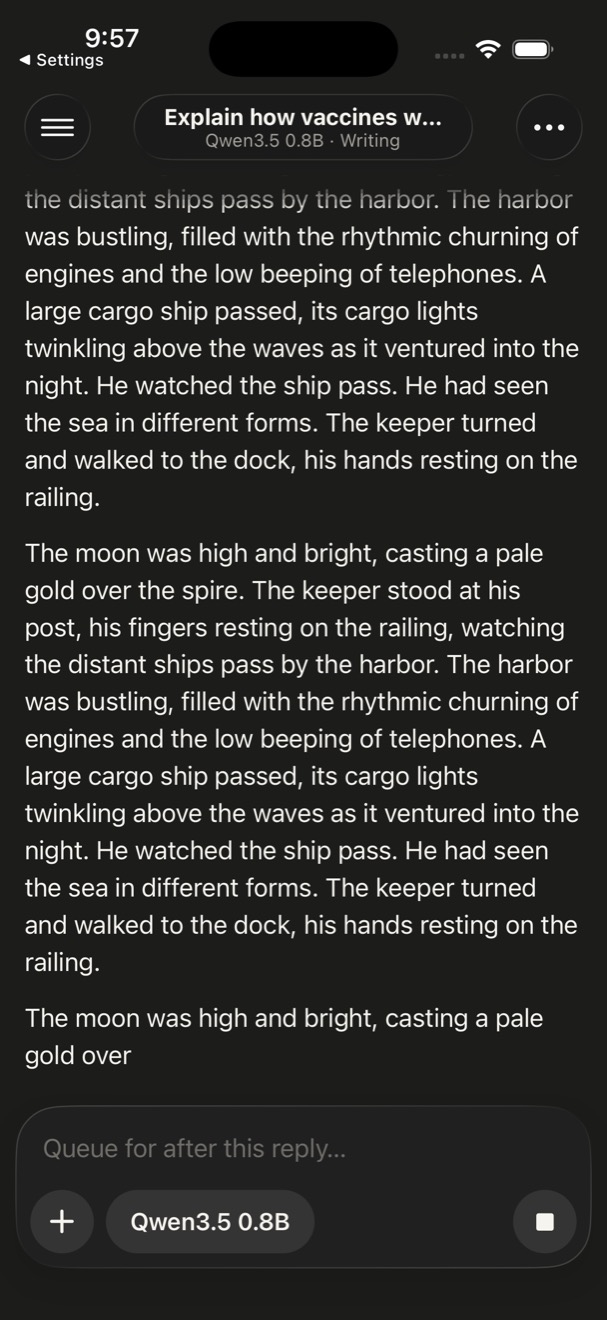 9:57
◀ Settings
Explain how vaccines w...
Qwen3.5 0.8B · Writing
the distant ships pass by the harbor. The harbor
was bustling, filled with the rhythmic churning of
engines and the low beeping of telephones. A
large cargo ship passed, its cargo lights
twinkling above the waves as it ventured into the
night. He watched the ship pass. He had seen
the sea in different forms. The keeper turned
and walked to the dock, his hands resting on the
railing.
The moon was high and bright, casting a pale
gold over the spire. The keeper stood at his
post, his fingers resting on the railing, watching
the distant ships pass by the harbor. The harbor
was bustling, filled with the rhythmic churning of
engines and the low beeping of telephones. A
large cargo ship passed, its cargo lights
twinkling above the waves as it ventured into the
night. He watched the ship pass. He had seen
the sea in different forms. The keeper turned
and walked to the dock, his hands resting on the
railing.
The moon was high and bright, casting a pale
gold over
Queue for after this reply...
Qwen3.5 0.8B